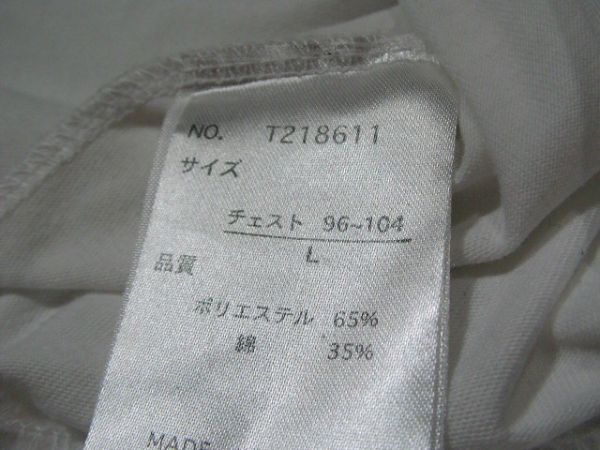 NO. T218611
サイズ
チェスト 96~104
L
品質
ポリエステル 65%
綿 35%
MADE